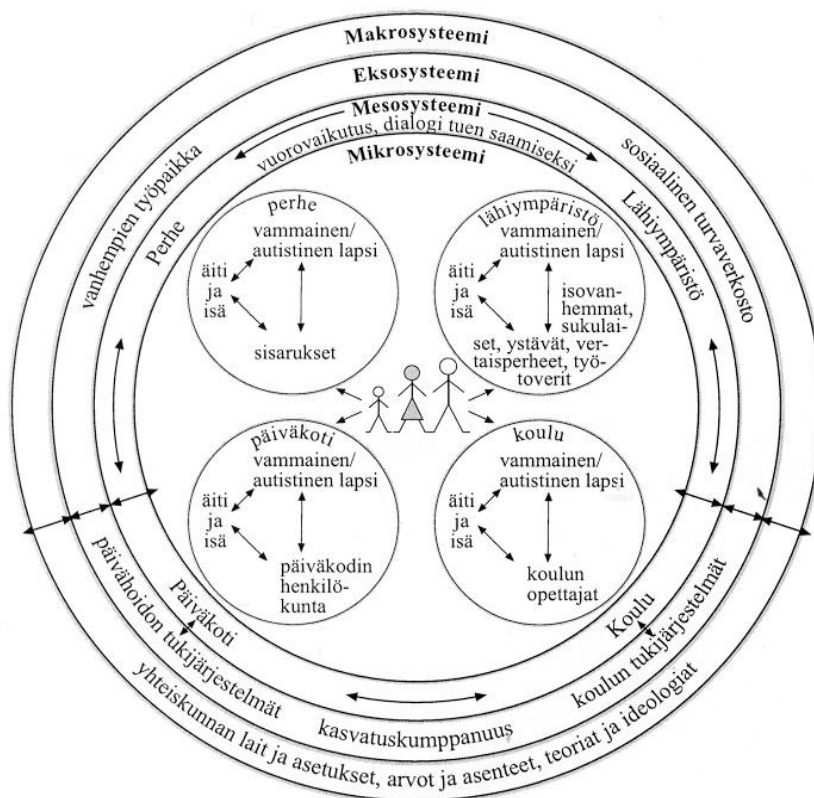 Makrosysteemi
Eksosysteemi
Mesosysteemi
vuorovaikutus, dialogi tuen saamiseksi
Mikrosysteemi
vanhempien työpaikka
sosiaalinen turvaverkosto
Perhe
Lähiympäristö
perhe
vammainen/
autistinen lapsi
äiti
ja
isä
sisarukset
lähiympäristö
vammainen/
autistinen lapsi
äiti
ja
isä
isovan-
hemmat,
sukulai-
set, ystävät, ver-
taisperheet, työ-
toverit
päiväkoti
vammainen/
autistinen lapsi
äiti
ja
isä
päiväkodin
henkilö-
kunta
koulu
vammainen/
autistinen lapsi
äiti
ja
isä
koulun
opettajat
Päiväkoti
Koulu
päivähoidon tukijärjestelmät
kasvatuskumppanuus
koulun tukijärjestelmät
yhteiskunnan lait ja asetukset, arvot ja asenteet, teoriat ja ideologiat